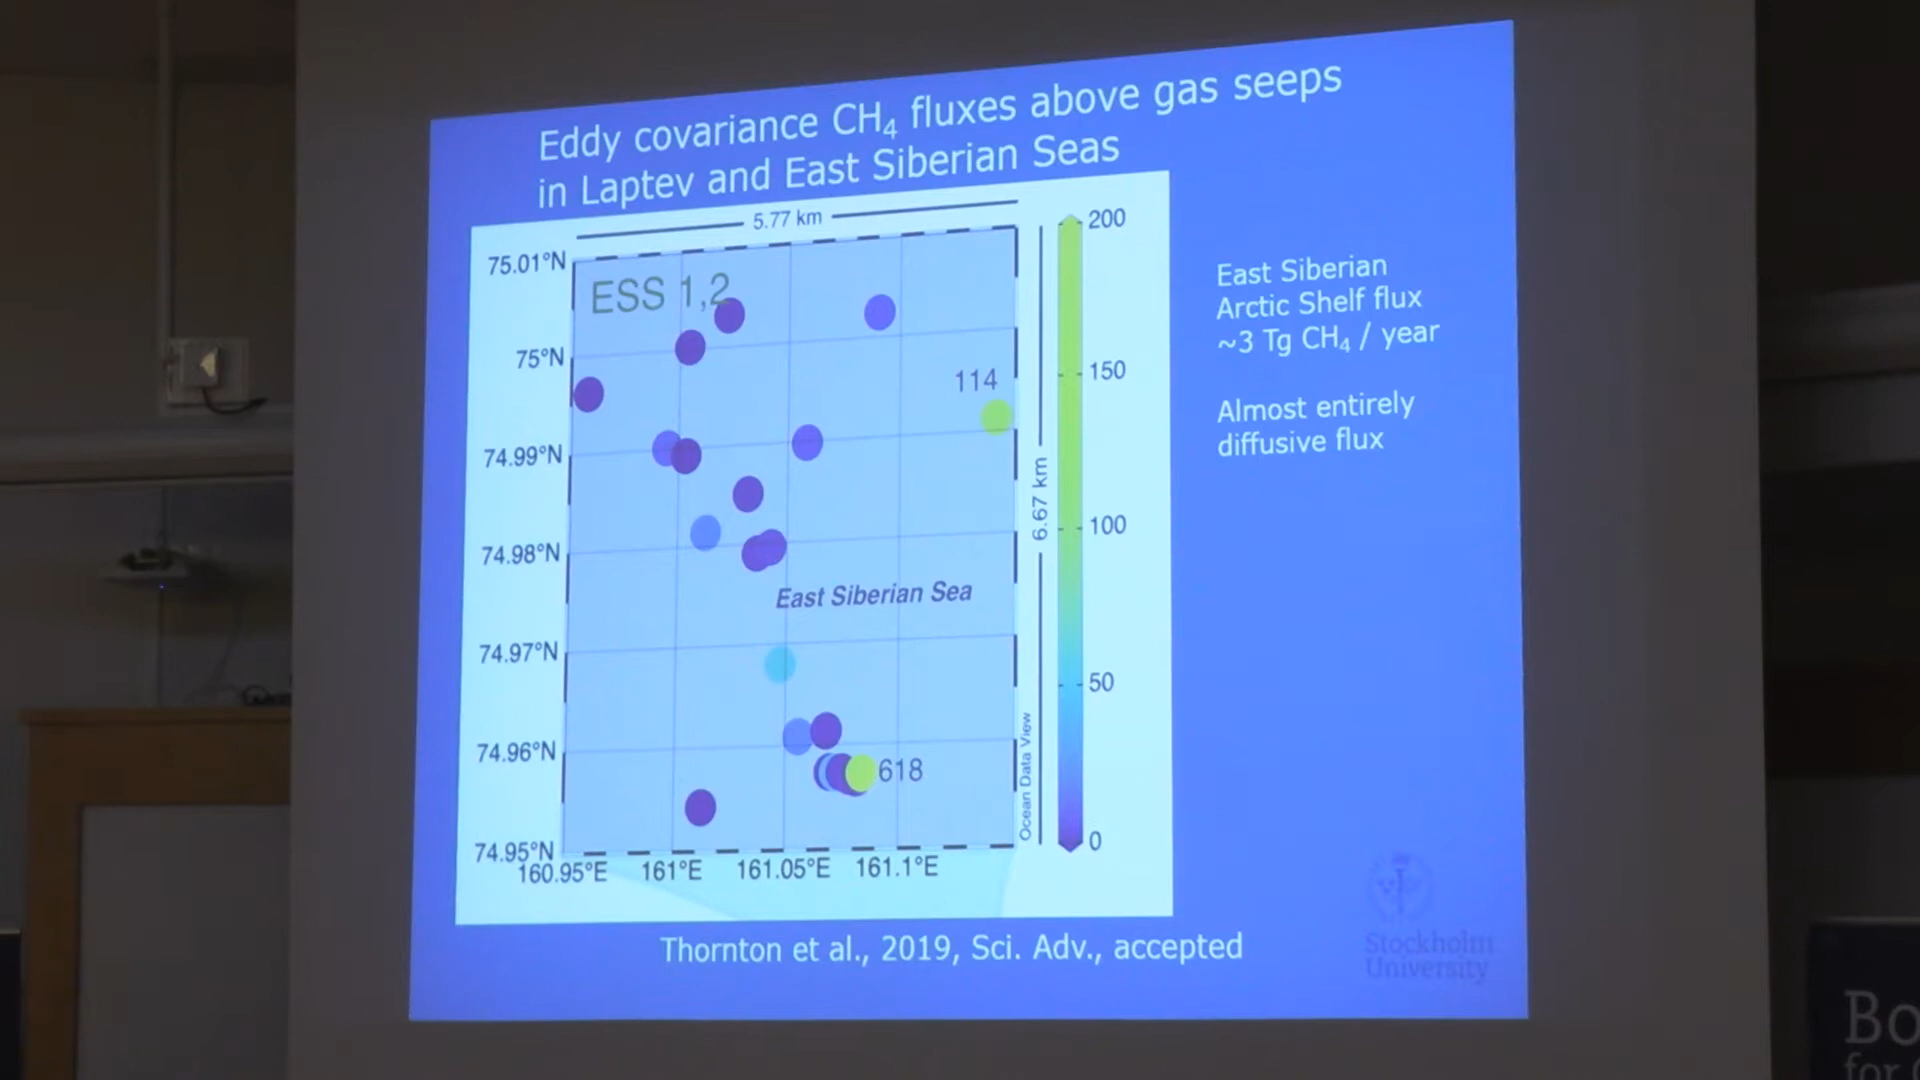 Eddy covariance CH₄ fluxes above gas seeps
in Laptev and East Siberian Seas
5.77 km
75.01°N
75°N
74.99°N
74.98°N
74.97°N
74.96°N
74.95°N
160.95°E 161°E 161.05°E 161.1°E
ESS 1,2
114
East Siberian Sea
618
6.67 km
Ocean Data View
200
150
100
50
0
East Siberian
Arctic Shelf flux
~3 Tg CH₄ / year
Almost entirely
diffusive flux
Thornton et al., 2019, Sci. Adv., accepted
Stockholm
University
Bo
for